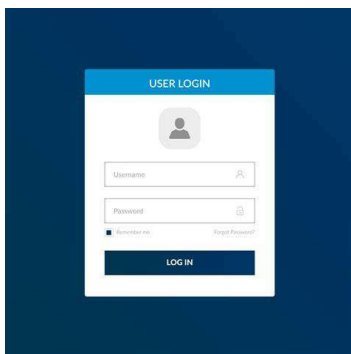 USER LOGIN
Username
Password
Remember me Forgot Password?
LOG IN